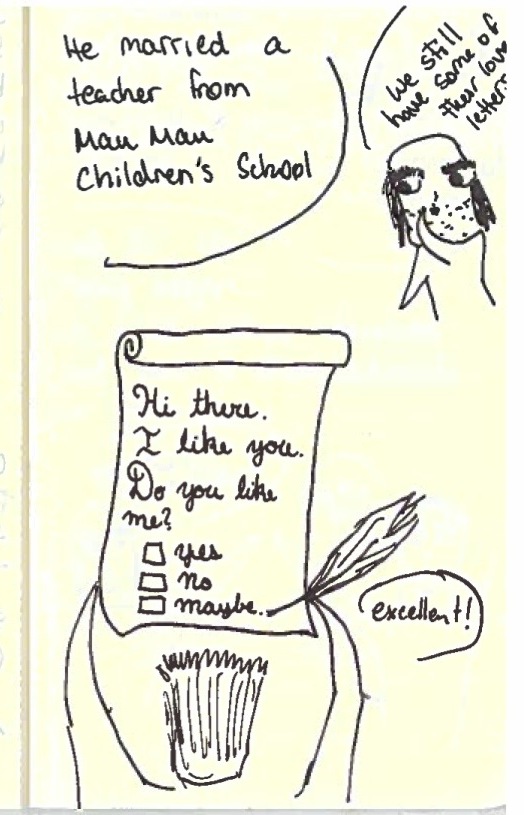 He married a
teacher from
Mau Mau
Children's School
We still
have some of
their love
letters
Hi there.
I like you.
Do you like
me?
yes
no
maybe.
excellent!